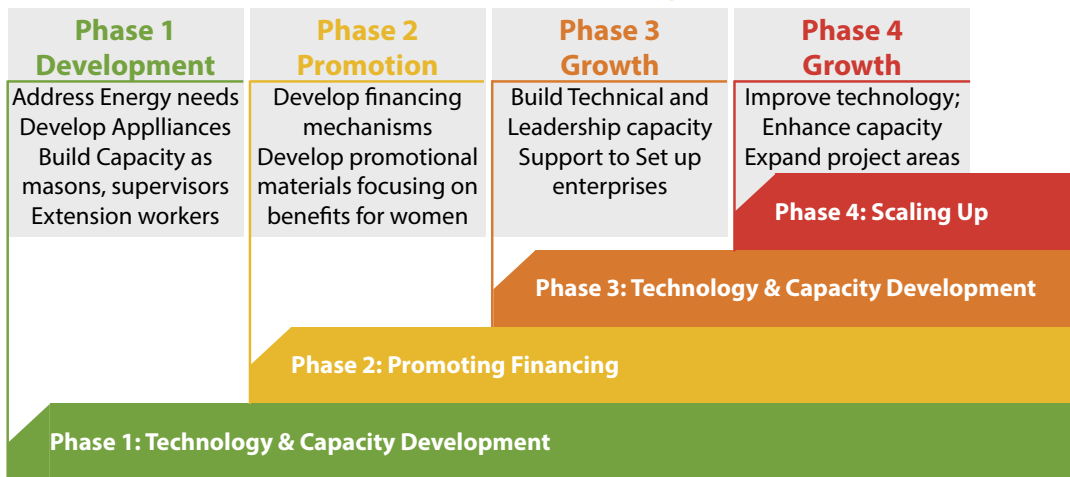 Phase 1
Development
Address Energy needs
Develop Applliances
Build Capacity as
masons, supervisors
Extension workers
Phase 2
Promotion
Develop financing
mechanisms
Develop promotional
materials focusing on
benefits for women
Phase 3
Growth
Build Technical and
Leadership capacity
Support to Set up
enterprises
Phase 4
Growth
Improve technology;
Enhance capacity
Expand project areas
Phase 4: Scaling Up
Phase 3: Technology & Capacity Development
Phase 2: Promoting Financing
Phase 1: Technology & Capacity Development